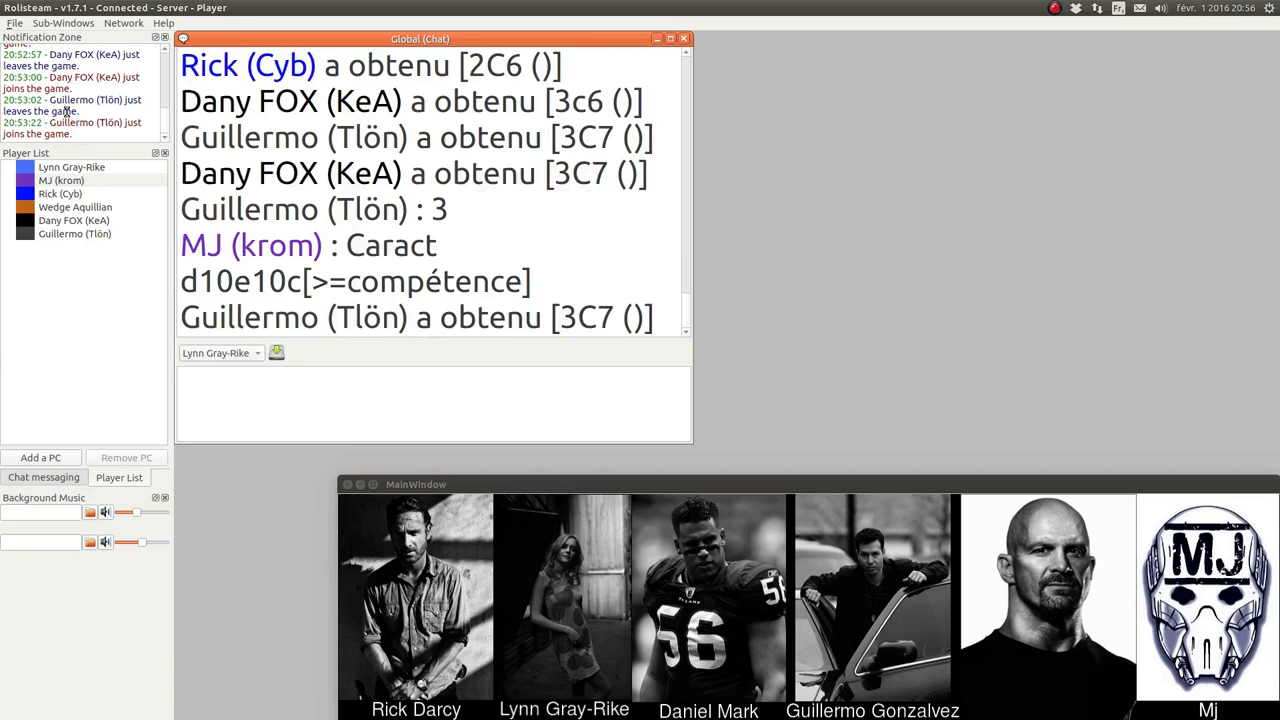 Rolisteam - v1.7.1 - Connected - Server - Player
Fr₁
févr. 1 2016 20:56
File Sub-Windows Network Help
Notification Zone
game.
20:52:57 - Dany FOX (KeA) just
leaves the game.
20:53:00 - Dany FOX (KeA) just
joins the game.
20:53:02 - Guillermo (Tlön) just
leaves the game.
20:53:22 - Guillermo (Tlön) just
joins the game.
Player List
Lynn Gray-Rike
MJ (krom)
Rick (Cyb)
Wedge Aquillian
Dany FOX (KeA)
Guillermo (Tlön)
Add a PC Remove PC
Chat messaging Player List
Background Music
Global (Chat)
Rick (Cyb) a obtenu [2C6 ()]
Dany FOX (KeA) a obtenu [3c6 ()]
Guillermo (Tlön) a obtenu [3C7 ()]
Dany FOX (KeA) a obtenu [3C7 ()]
Guillermo (Tlön) : 3
MJ (krom) : Caract
d10e10c[>=compétence]
Guillermo (Tlön) a obtenu [3C7 ()]
Lynn Gray-Rike
MainWindow
TEXANS
56
56
MJ
Rick Darcy
Lynn Gray-Rike
Daniel Mark
Guillermo Gonzalvez
Mj